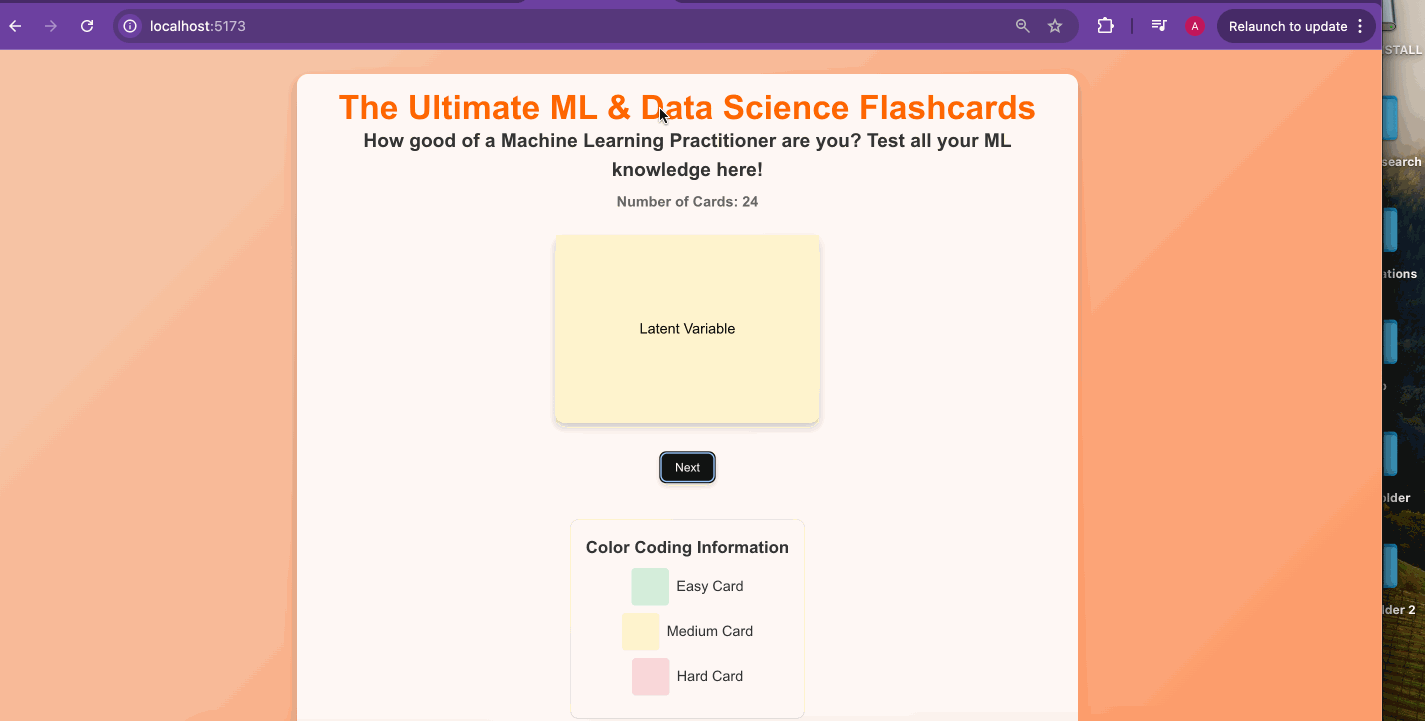 localhost:5173
A
Relaunch to update
STALL
The Ultimate ML & Data Science Flashcards
How good of a Machine Learning Practitioner are you? Test all your ML
knowledge here!
Number of Cards: 24
search
Latent Variable
ations
Next
older
Color Coding Information
Easy Card
Medium Card
Hard Card
lder 2